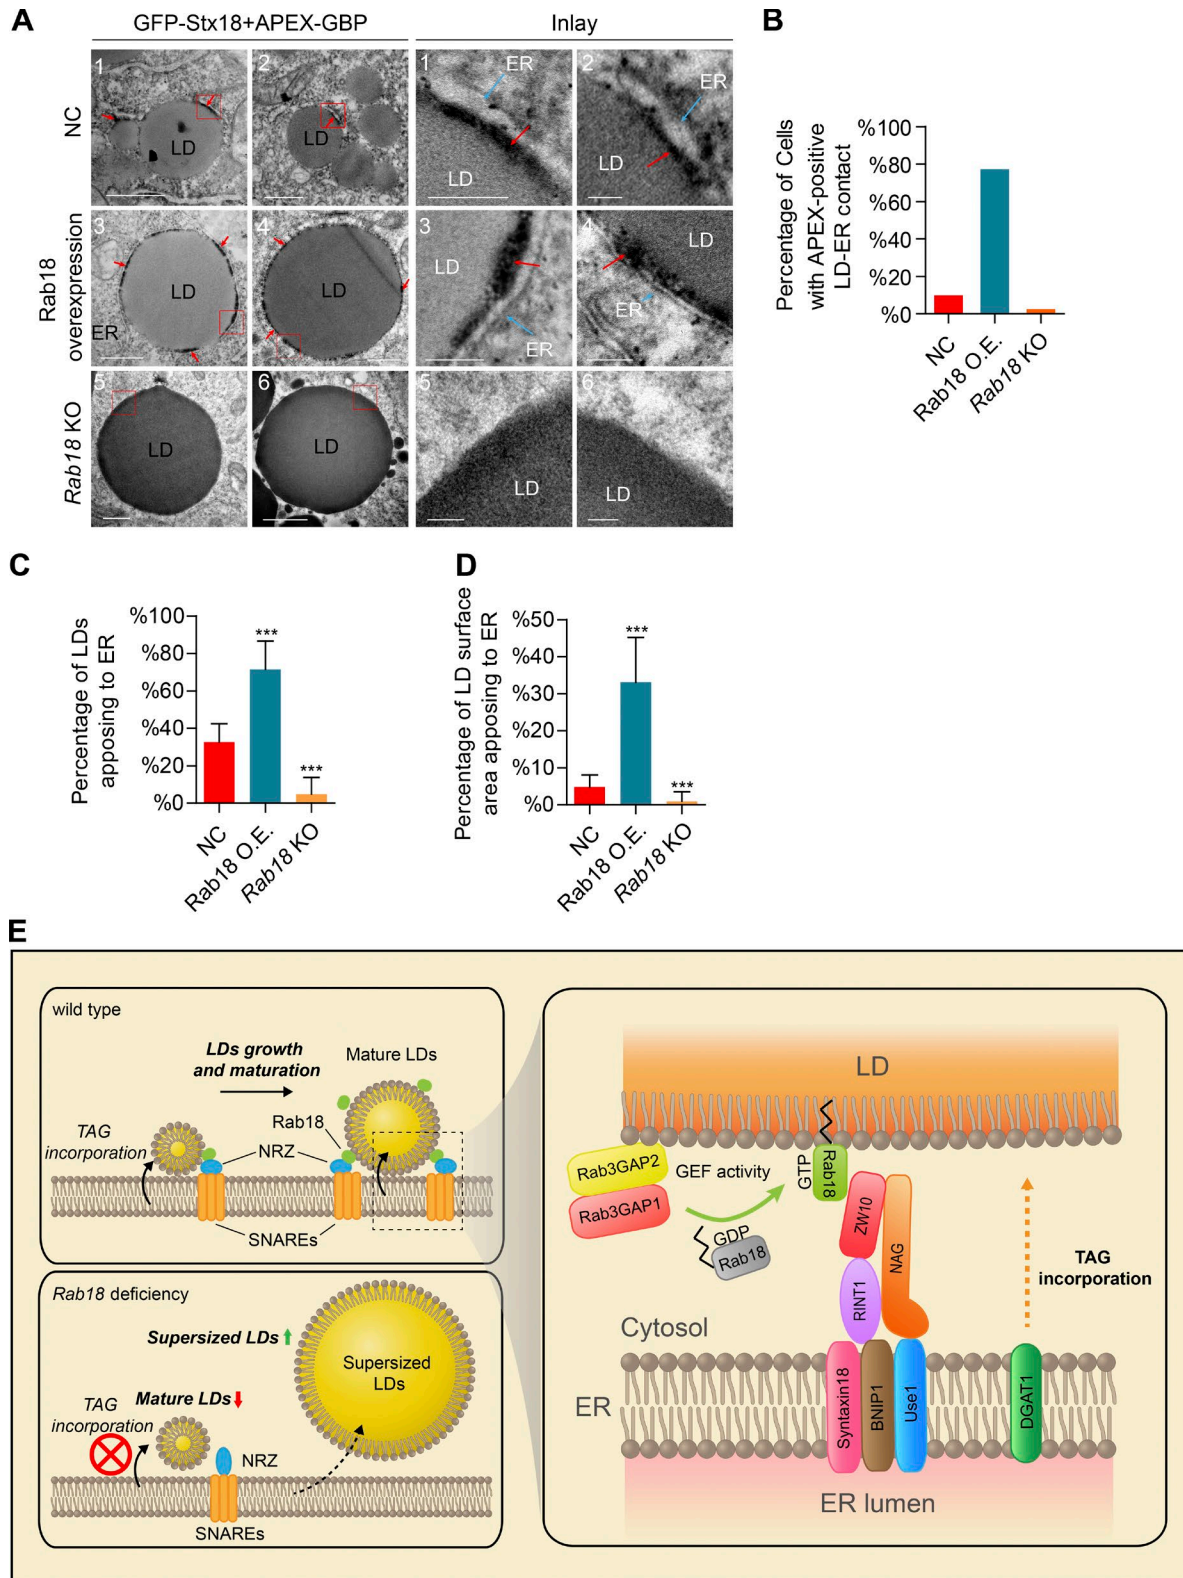 A
GFP-Stx18+APEX-GBP
Inlay
NC
1
LD
2
LD
1
ER
LD
2
ER
LD
Rab18
overexpression
3
LD
ER
4
LD
3
LD
ER
4
LD
ER
Rab18 KO
5
LD
6
LD
5
LD
6
LD
B
Percentage of Cells
with APEX-positive
LD-ER contact
%100
%80
%60
%40
%20
%0
NC
Rab18 O.E.
Rab18 KO
C
Percentage of LDs
apposing to ER
%100
%80
%60
%40
%20
%0
***
***
NC
Rab18 O.E.
Rab18 KO
D
Percentage of LD surface
area apposing to ER
%50
%40
%30
%20
%10
%0
***
***
NC
Rab18 O.E.
Rab18 KO
E
wild type
LDs growth
and maturation
Mature LDs
TAG
incorporation
Rab18
NRZ
SNAREs
Rab18 deficiency
Supersized LDs
Supersized
LDs
Mature LDs
TAG
incorporation
NRZ
SNAREs
LD
Rab3GAP2
Rab3GAP1
GEF activity
GTP
Rab18
GDP
Rab18
ZW10
NAG
RINT1
TAG
incorporation
Cytosol
ER
Syntaxin18
BNIP1
Use1
DGAT1
ER lumen